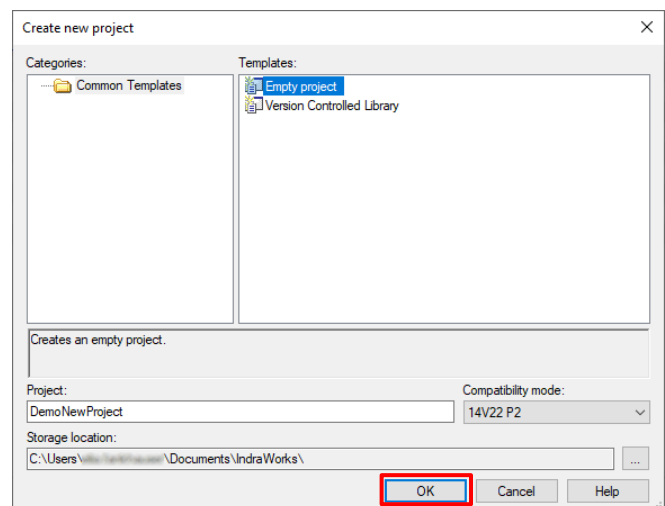 Create new project
Categories:
Templates:
Common Templates
Empty project
Version Controlled Library
Creates an empty project.
Project:
Compatibility mode:
DemoNewProject
14V22 P2
Storage location:
C:\Users\ \Documents\IndraWorks\
...
OK
Cancel
Help